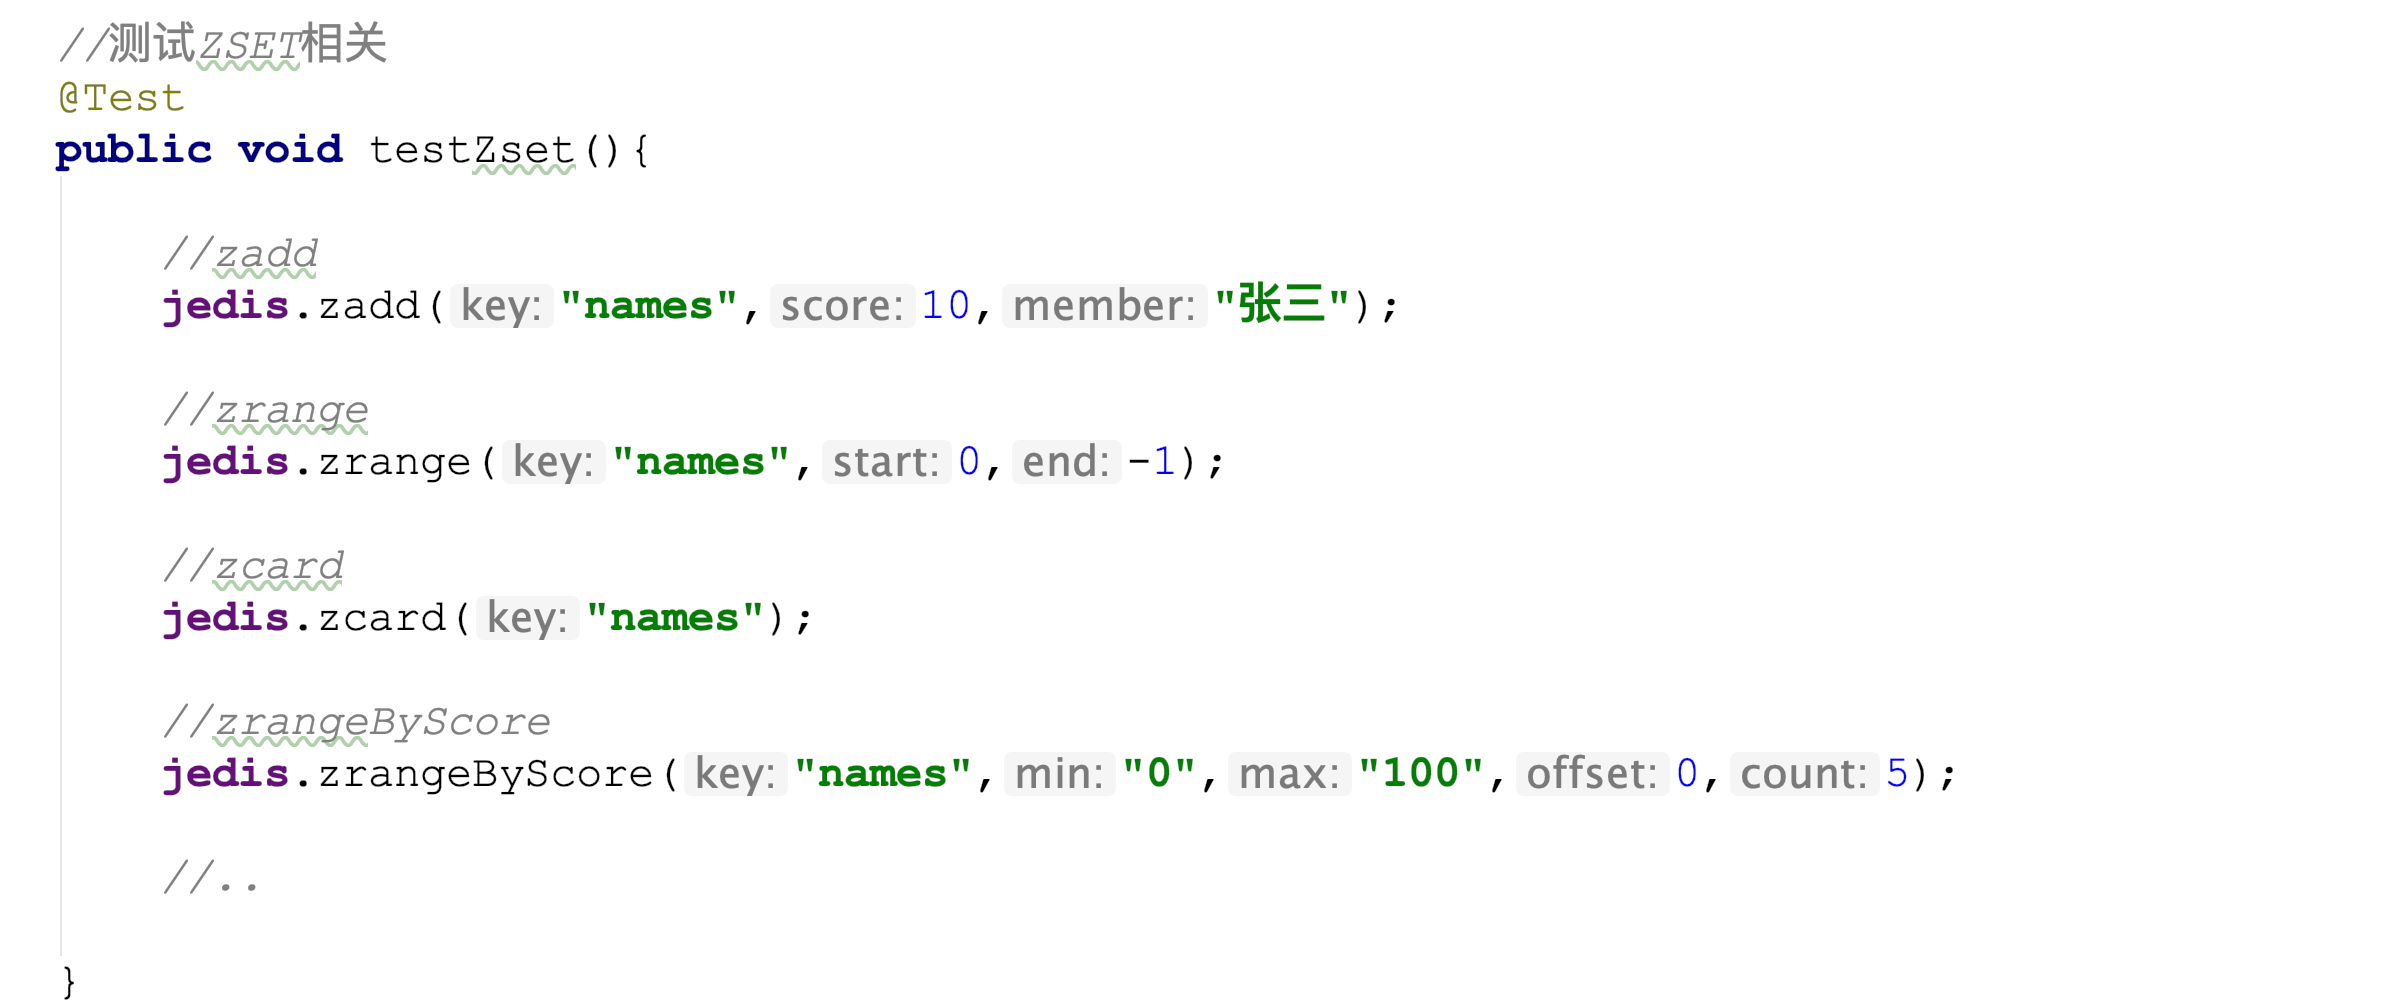 //测试ZSET相关
@Test
public void testZset(){
//zadd
jedis.zadd( key: "names", score: 10, member: "张三");
//zrange
jedis.zrange( key: "names", start: 0, end: -1);
//zcard
jedis.zcard( key: "names");
//zrangeByScore
jedis.zrangeByScore( key: "names", min: "0", max: "100", offset: 0, count: 5);
//..
}